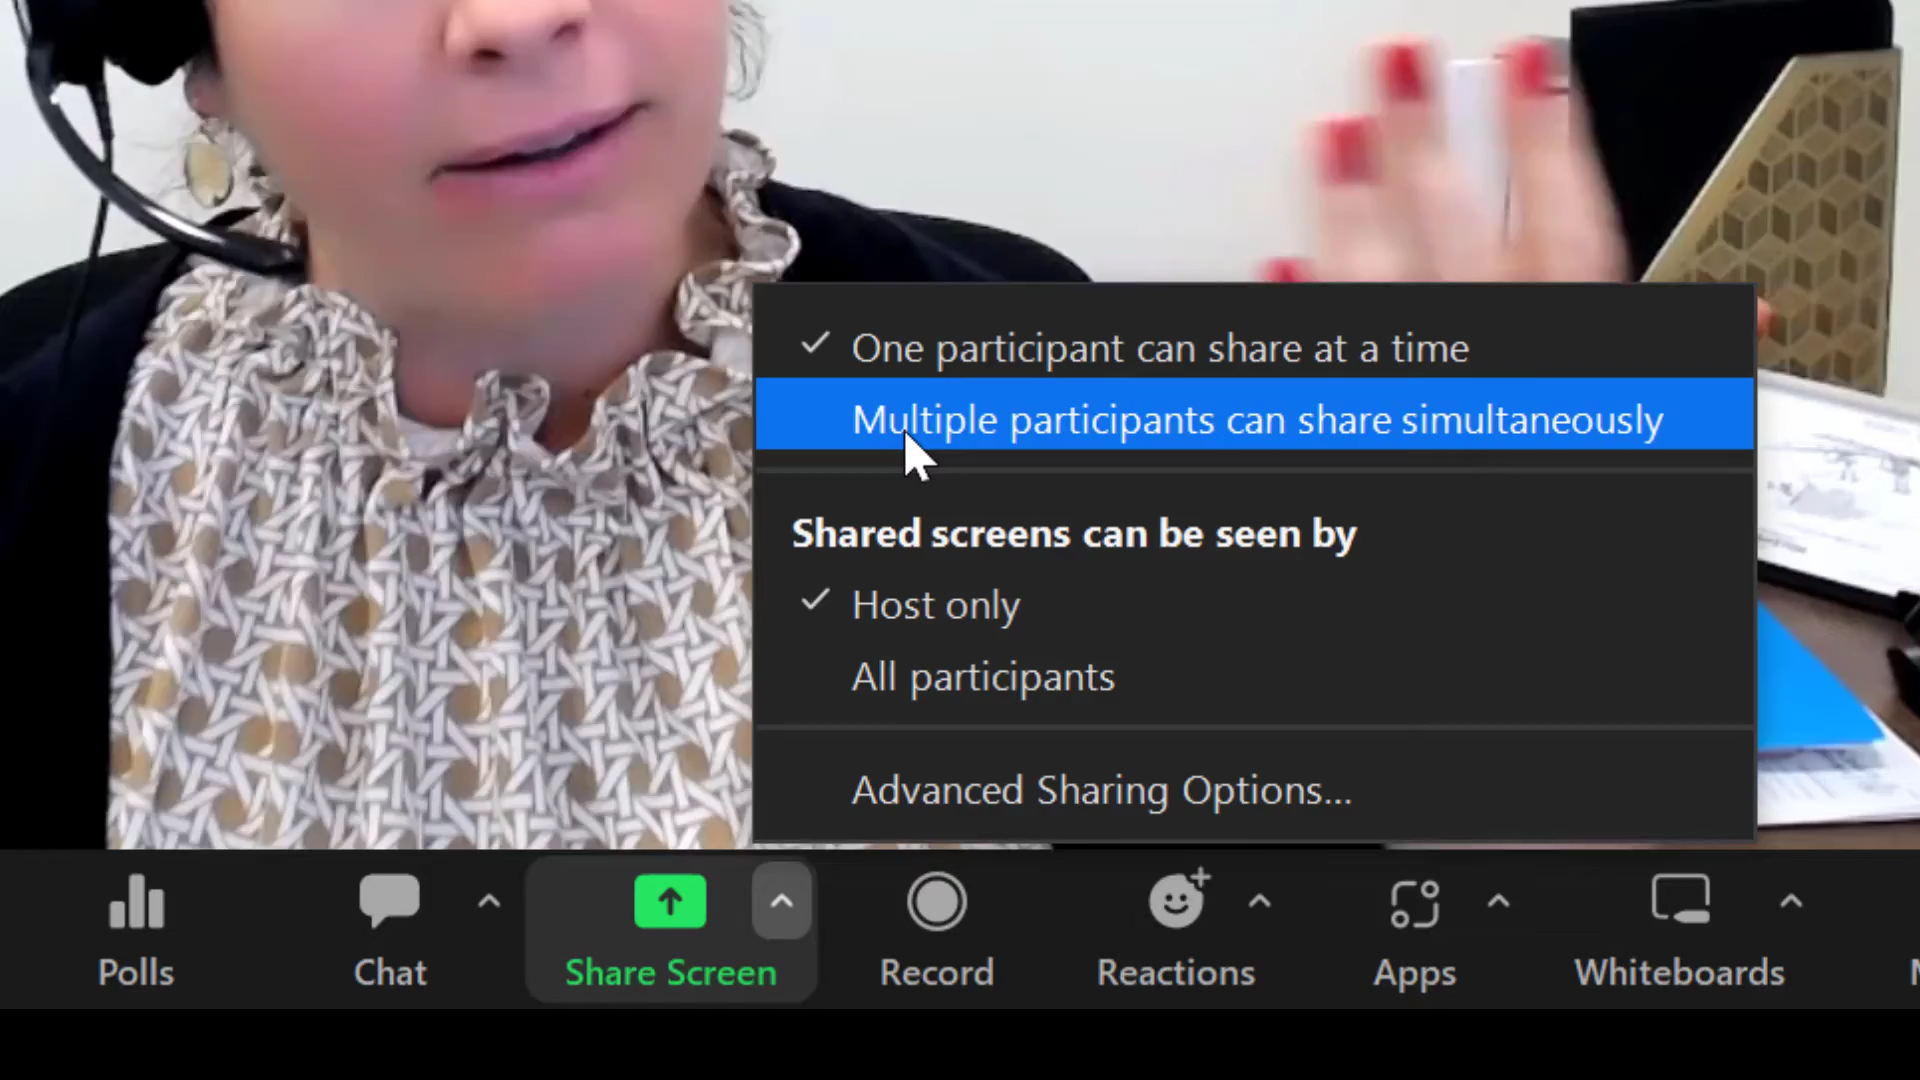 One participant can share at a time
Multiple participants can share simultaneously
Shared screens can be seen by
Host only
All participants
Advanced Sharing Options...
Polls
Chat
Share Screen
Record
Reactions
Apps
Whiteboards